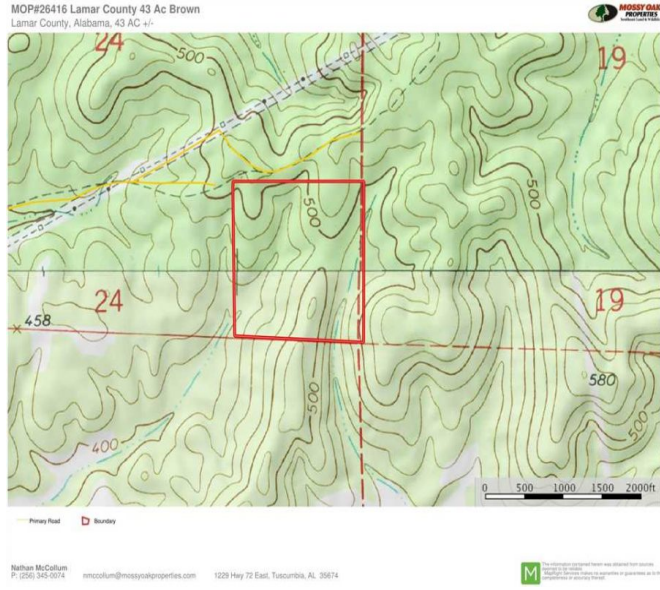 MOP#26416 Lamar County 43 Ac Brown
Lamar County, Alabama, 43 AC +/-
MOSSY OAK
PROPERTIES
24
500
19
500
500
24
19
458
580
500
500
400
0 500 1000 1500 2000ft
Primary Road
Boundary
Nathan McCollum
P: (256) 345-0074 nmccollum@mossyoakproperties.com 1229 Hwy 72 East, Tuscumbia, AL 35674
M